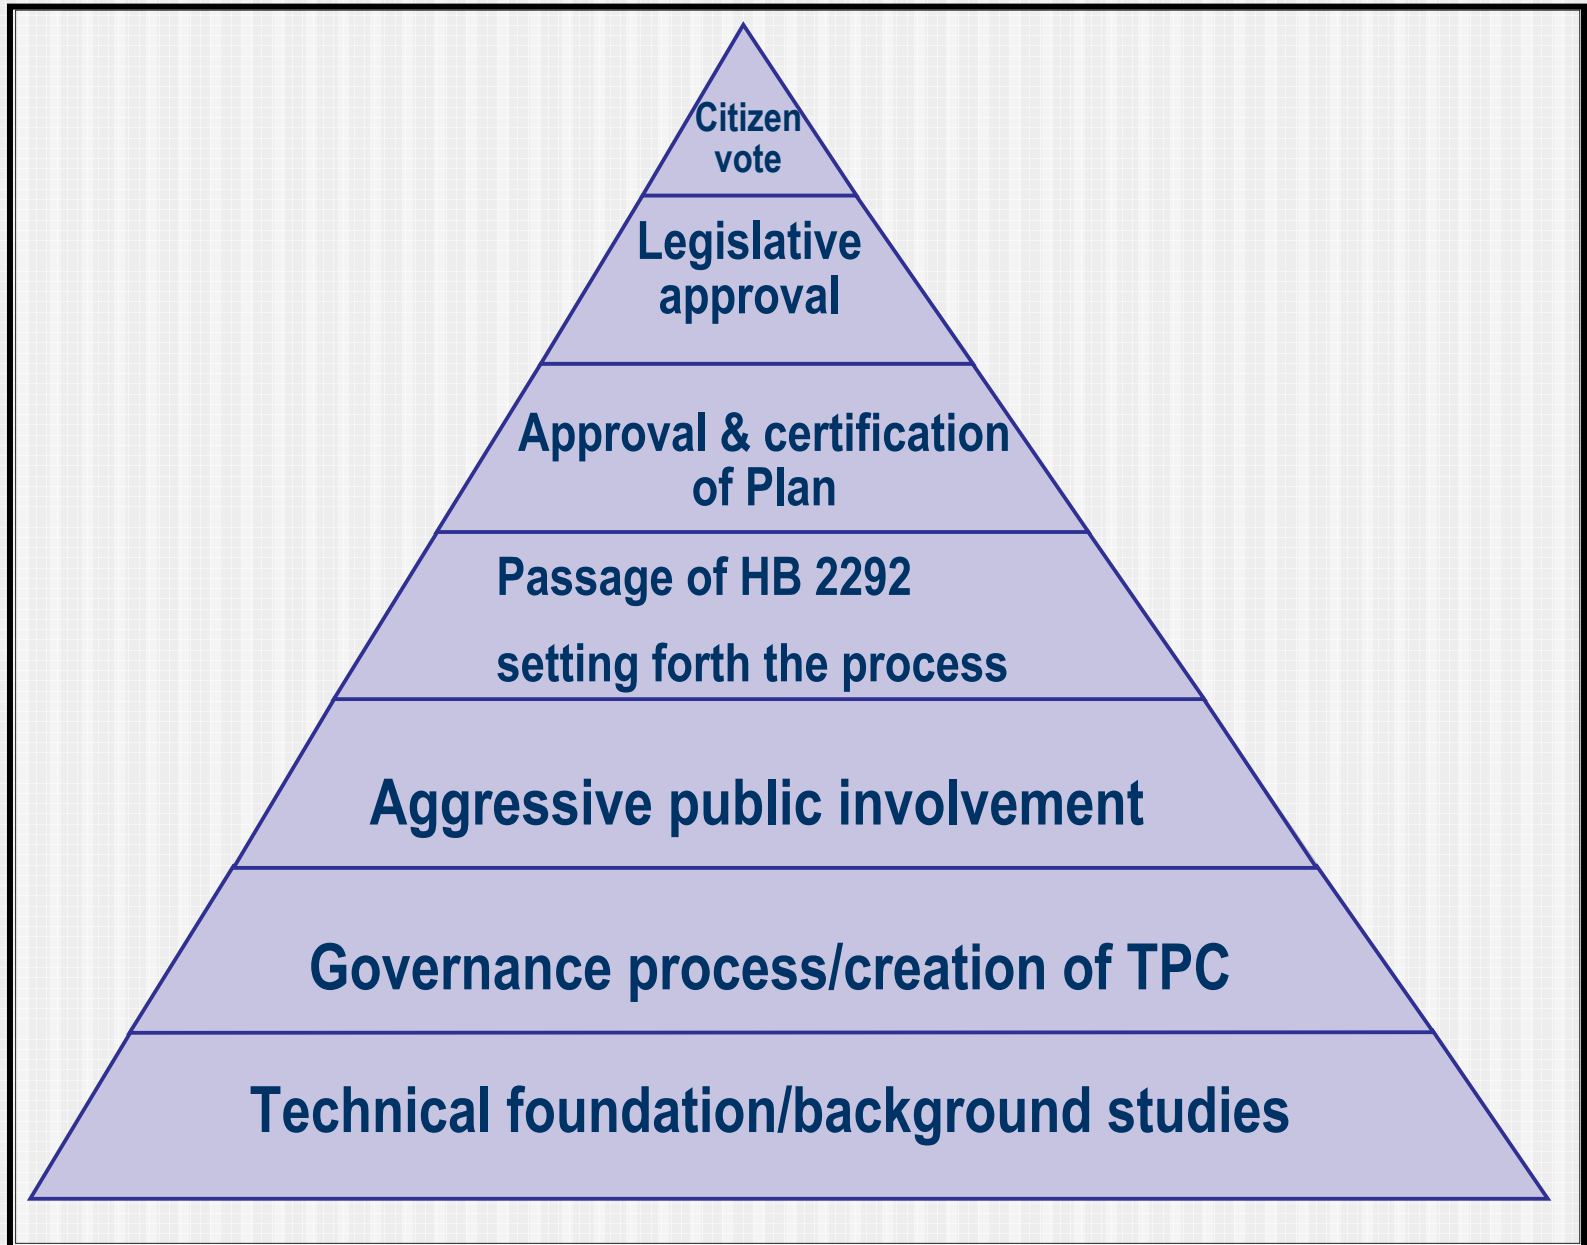 Citizen
vote
Legislative
approval
Approval & certification
of Plan
Passage of HB 2292
setting forth the process
Aggressive public involvement
Governance process/creation of TPC
Technical foundation/background studies